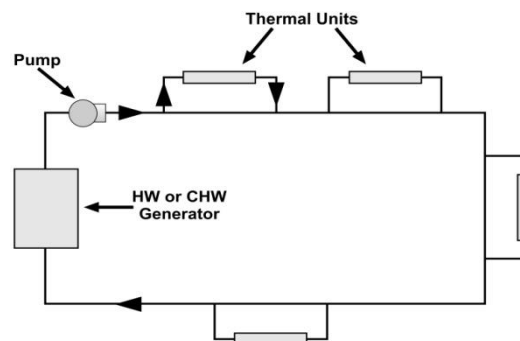 Thermal Units
Pump
HW or CHW
Generator